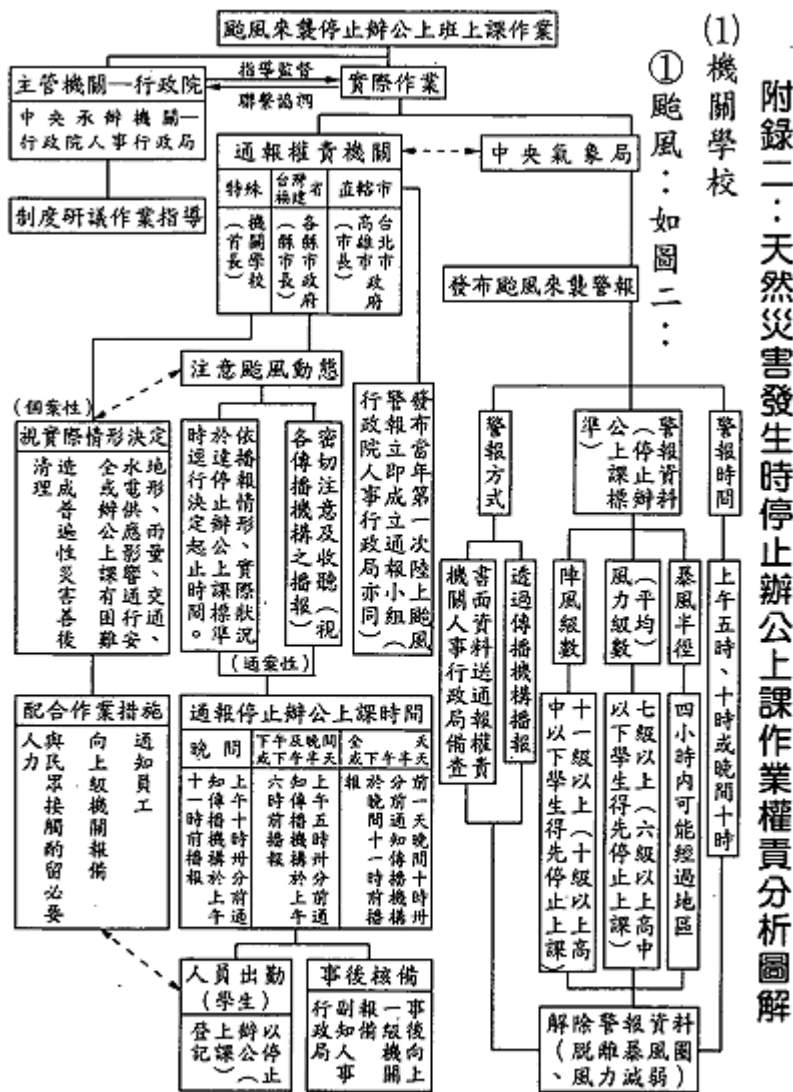 附錄二：天然災害發生時停止辦公上課作業權責分析圖解
(1)機關學校
①颱風：如圖二：
颱風來襲停止辦公上班上課作業
主管機關—行政院
中央承辦機關—
行政院人事行政局
指導監督
聯繫協調
實際作業
制度研議作業指導
通報權責機關
特殊
機關學校
（首長）
台灣
福建省
各縣市政府
（縣市長）
直轄市
台北市
高雄市政府
（市長）
中央氣象局
發布颱風來襲警報
注意颱風動態
（個案性）
視實際情形決定
地形、雨量、交通、
水電供應影響通行安
全或辦公上課有困難
造成普遍性災害善後
清理
密切注意及收聽（視
各傳播機構之播報）
依播報情形、實際狀況
於達停止辦公上課標準
時逕行決定起止時間。
發布當年第一次陸上颱風
警報立即成立通報小組（
行政院人事行政局亦同）
警報時間
上午五時、十時或晚間十時
警報資料
（停止辦
公上課標
準）
暴風半徑
四小時內可能經過地區
（平均）
風力級數
七級以上（六級以上高中
以下學生得先停止上課）
陣風級數
十一級以上（十級以上高
中以下學生得先停止上課）
警報方式
透過傳播機構播報
書面資料送通報權責
機關人事行政局備查
（通案性）
通報停止辦公上課時間
全天
或上午半天
前一天晚間十時卅
分前通知傳播機構
於晚間十一時前播
報
下午及晚間
或下午半天
上午五時卅分前通
知傳播機構於上午
六時前播報
晚間
上午十時卅分前通
知傳播機構於上午
十一時前播報
配合作業措施
通知員工
向上級機關報備
與民眾接觸酌留必要
人力
人員出勤
（學生）
以停止
辦公（
上課）
登記
事後核備
事後向上
一級機關
報備
副知人事
行政局
解除警報資料
（脫離暴風圈
、風力減弱）